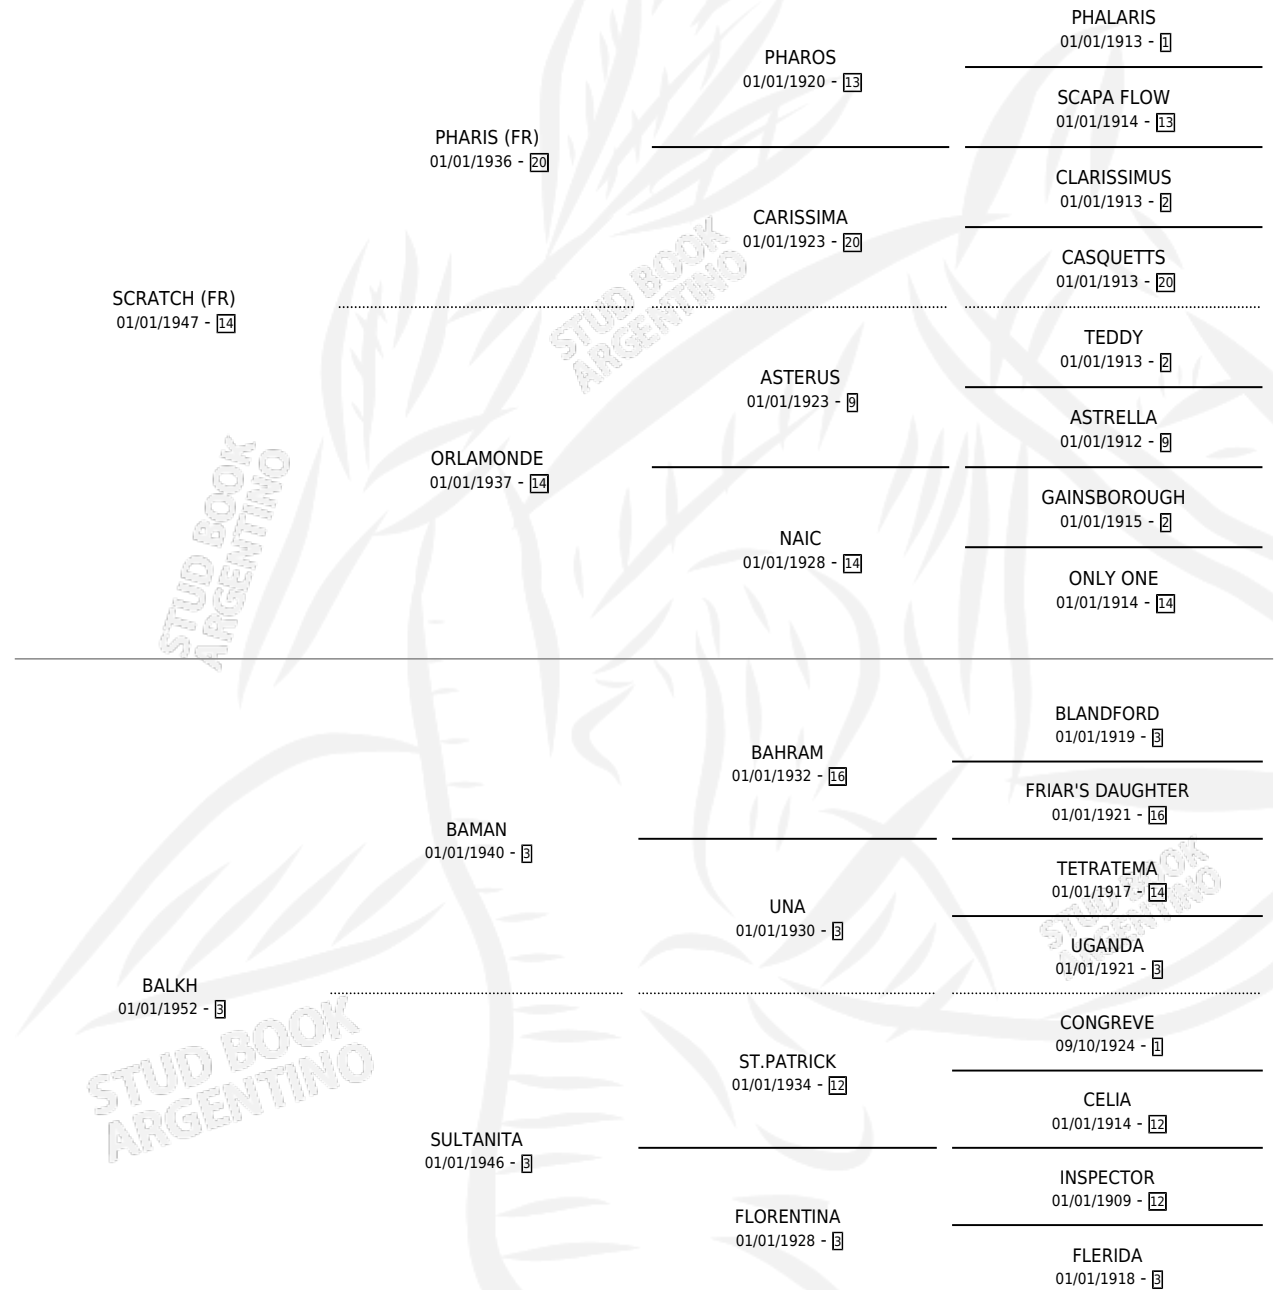 PHALARIS
01/01/1913 - 1
PHAROS
01/01/1920 - 13
SCAPA FLOW
01/01/1914 - 13
PHARIS (FR)
01/01/1936 - 20
CLARISSIMUS
01/01/1913 - 2
CARISSIMA
01/01/1923 - 20
CASQUETTS
01/01/1913 - 20
SCRATCH (FR)
01/01/1947 - 14
STUD BOOK
ARGENTINO
TEDDY
01/01/1913 - 2
ASTERUS
01/01/1923 - 9
ASTRELLA
01/01/1912 - 9
ORLAMONDE
01/01/1937 - 14
GAINSBOROUGH
01/01/1915 - 2
NAIC
01/01/1928 - 14
ONLY ONE
01/01/1914 - 14
STUD BOOK
ARGENTINO
BLANDFORD
01/01/1919 - 3
BAHRAM
01/01/1932 - 16
FRIAR'S DAUGHTER
01/01/1921 - 16
BAMAN
01/01/1940 - 3
TETRATEMA
01/01/1917 - 14
UNA
01/01/1930 - 3
STUD BOOK
ARGENTINO
UGANDA
01/01/1921 - 3
BALKH
01/01/1952 - 3
CONGREVE
09/10/1924 - 1
ST.PATRICK
01/01/1934 - 12
STUD BOOK
ARGENTINO
CELIA
01/01/1914 - 12
SULTANITA
01/01/1946 - 3
INSPECTOR
01/01/1909 - 12
FLORENTINA
01/01/1928 - 3
FLERIDA
01/01/1918 - 3